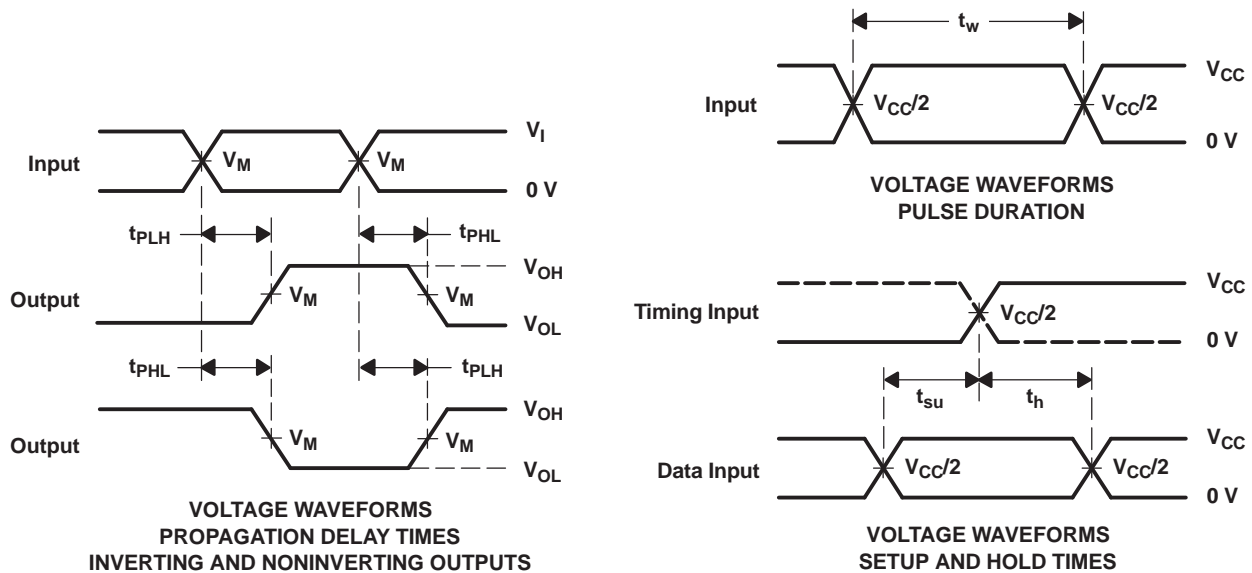 Input
V_M
V_M
V_I
0 V
t_PLH
t_PHL
Output
V_M
V_M
V_OH
V_OL
t_PHL
t_PLH
Output
V_M
V_M
V_OH
V_OL
VOLTAGE WAVEFORMS
PROPAGATION DELAY TIMES
INVERTING AND NONINVERTING OUTPUTS
t_w
Input
V_CC/2
V_CC/2
V_CC
0 V
VOLTAGE WAVEFORMS
PULSE DURATION
Timing Input
V_CC/2
V_CC
0 V
t_su
t_h
Data Input
V_CC/2
V_CC/2
V_CC
0 V
VOLTAGE WAVEFORMS
SETUP AND HOLD TIMES